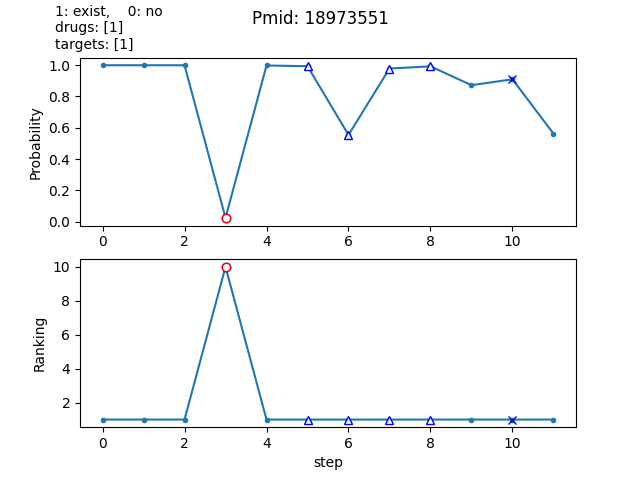 1: exist,    0: no
drugs: [1]
targets: [1]
Pmid: 18973551
Probability
1.0
0.8
0.6
0.4
0.2
0.0
0 2 4 6 8 10
Ranking
10
8
6
4
2
0 2 4 6 8 10
step